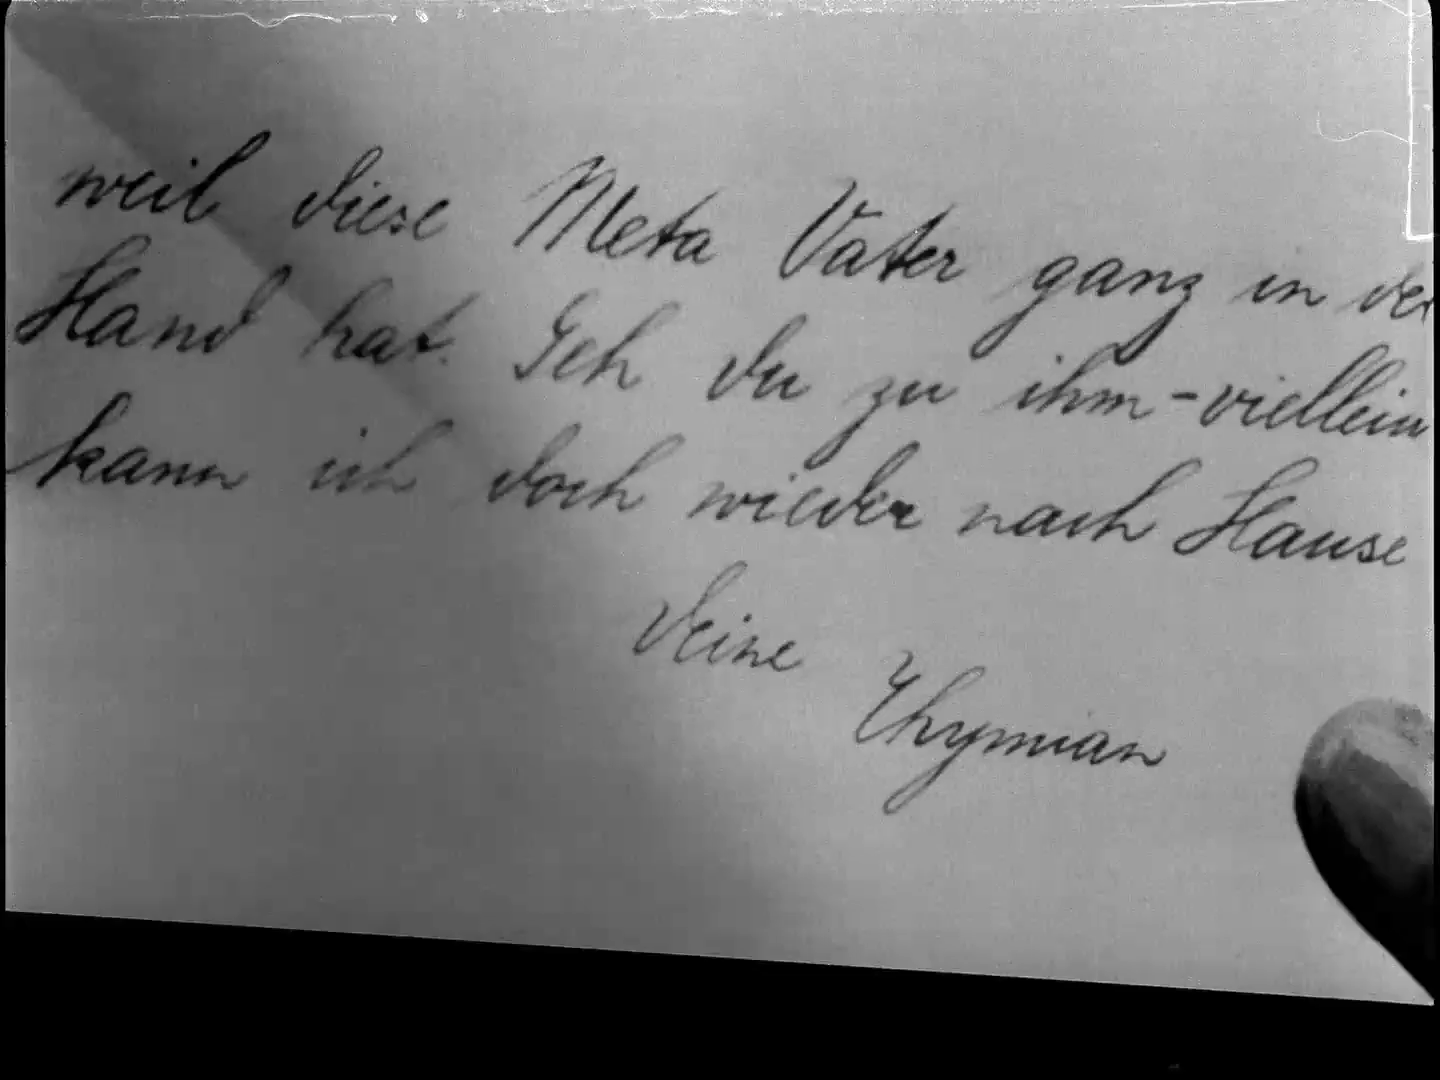 weil diese Meta Vater ganz in der
Hand hat. Geh du zu ihm - viellein
kann ich doch wieder nach Hause
deine Thymian